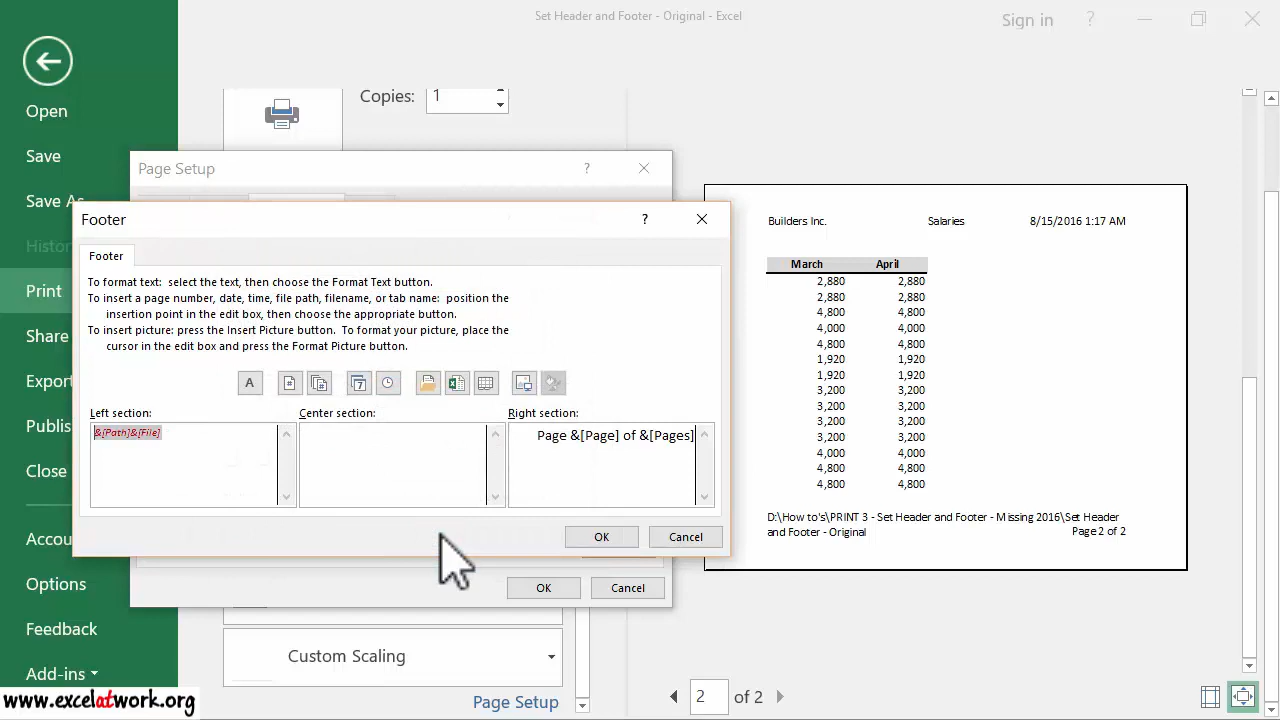 Set Header and Footer - Original - Excel
Sign in ?
Open
Save
Save As
Print
Share
Close
Options
Feedback
Add-ins
Copies: 1
Page Setup ?
Footer ?
Footer
To format text: select the text, then choose the Format Text button.
To insert a page number, date, time, file path, filename, or tab name: position the
insertion point in the edit box, then choose the appropriate button.
To insert picture: press the Insert Picture button. To format your picture, place the
cursor in the edit box and press the Format Picture button.
A
Left section: Center section: Right section:
&[Path]&[File] Page &[Page] of &[Pages]
OK Cancel
OK Cancel
Custom Scaling
Page Setup
Builders Inc. Salaries 8/15/2016 1:17 AM
March April
2,880 2,880
2,880 2,880
4,800 4,800
4,000 4,000
4,800 4,800
1,920 1,920
1,920 1,920
3,200 3,200
3,200 3,200
3,200 3,200
3,200 3,200
4,000 4,000
4,800 4,800
4,800 4,800
D:\How to's\PRINT 3 - Set Header and Footer - Missing 2016\Set Header
and Footer - Original Page 2 of 2
2 of 2
www.excelatwork.org